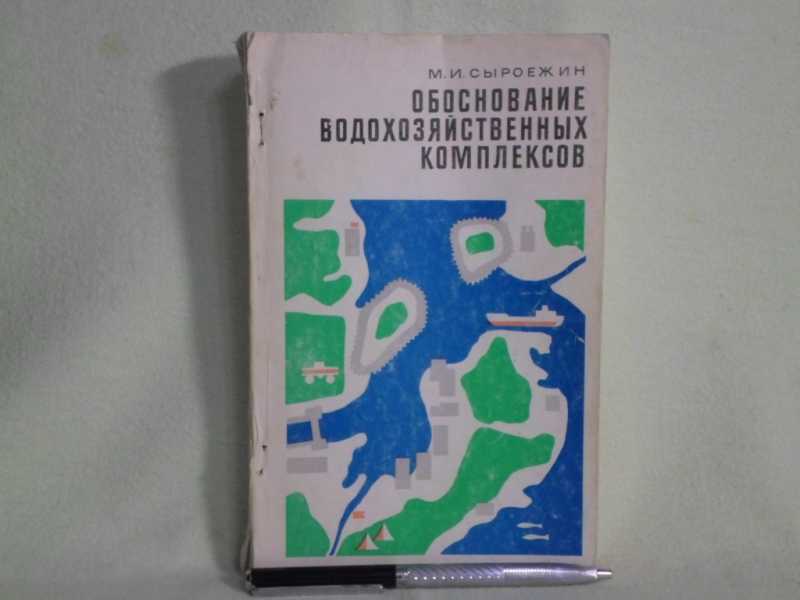 М. И. СЫРОЕЖИН
ОБОСНОВАНИЕ
ВОДОХОЗЯЙСТВЕННЫХ
КОМПЛЕКСОВ